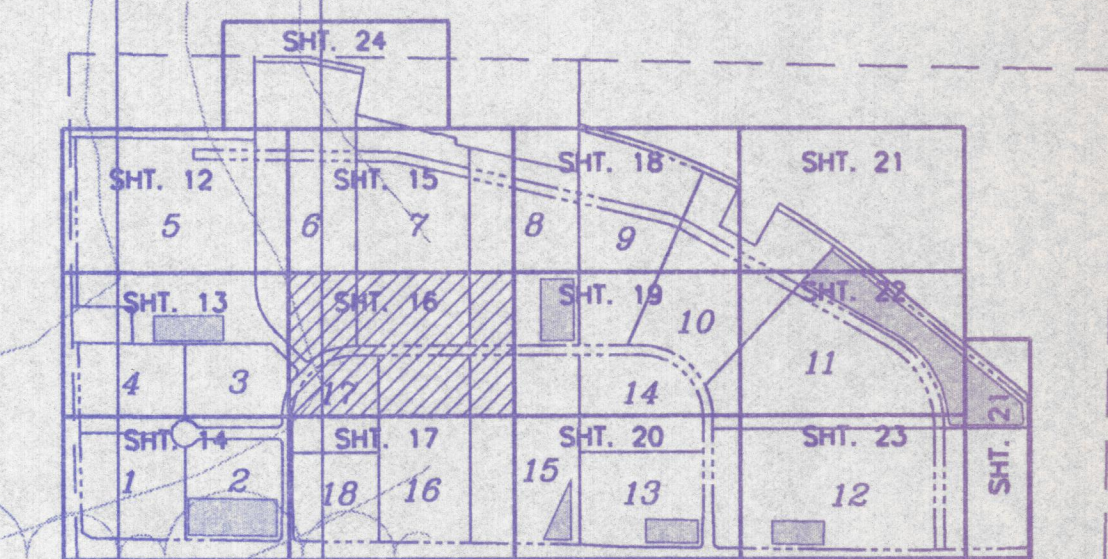 SHT. 24
SHT. 18
SHT. 21
SHT. 12
SHT. 15
5
6
7
8
9
SHT. 13
SHT. 16
SHT. 19
SHT. 22
10
11
4
3
17
14
SHT. 21
SHT. 14
SHT. 17
SHT. 20
SHT. 23
1
2
18
16
15
13
12